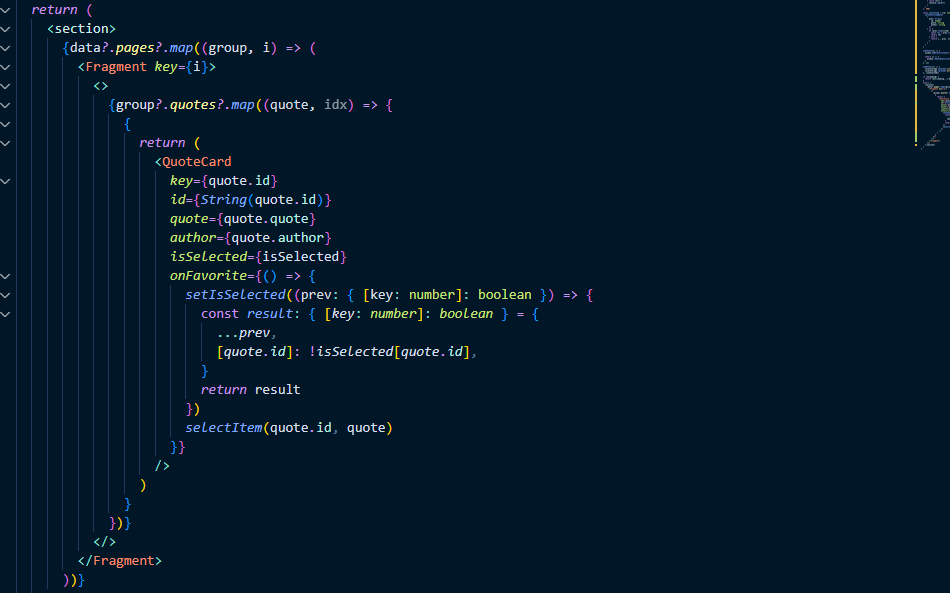 return (
<section>
{data?.pages?.map((group, i) => (
<Fragment key={i}>
<>
{group?.quotes?.map((quote, idx) => {
{
return (
<QuoteCard
key={quote.id}
id={String(quote.id)}
quote={quote.quote}
author={quote.author}
isSelected={isSelected}
onFavorite={() => {
setIsSelected((prev: { [key: number]: boolean }) => {
const result: { [key: number]: boolean } = {
...prev,
[quote.id]: !isSelected[quote.id],
}
return result
})
selectItem(quote.id, quote)
}}
/>
)
}
})}
</>
</Fragment>
))}